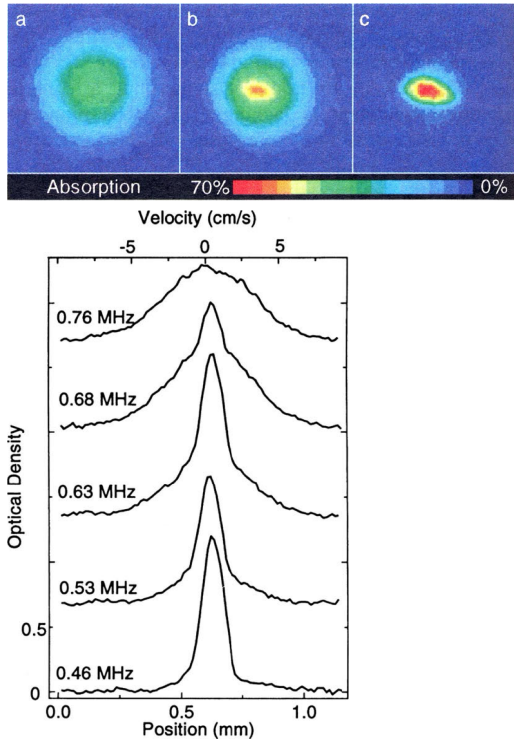 a b c
Absorption 70% 0%
Velocity (cm/s)
-5 0 5
0.76 MHz
0.68 MHz
0.63 MHz
0.53 MHz
0.5
0.46 MHz
0
0.0 0.5 1.0
Position (mm)
Optical Density